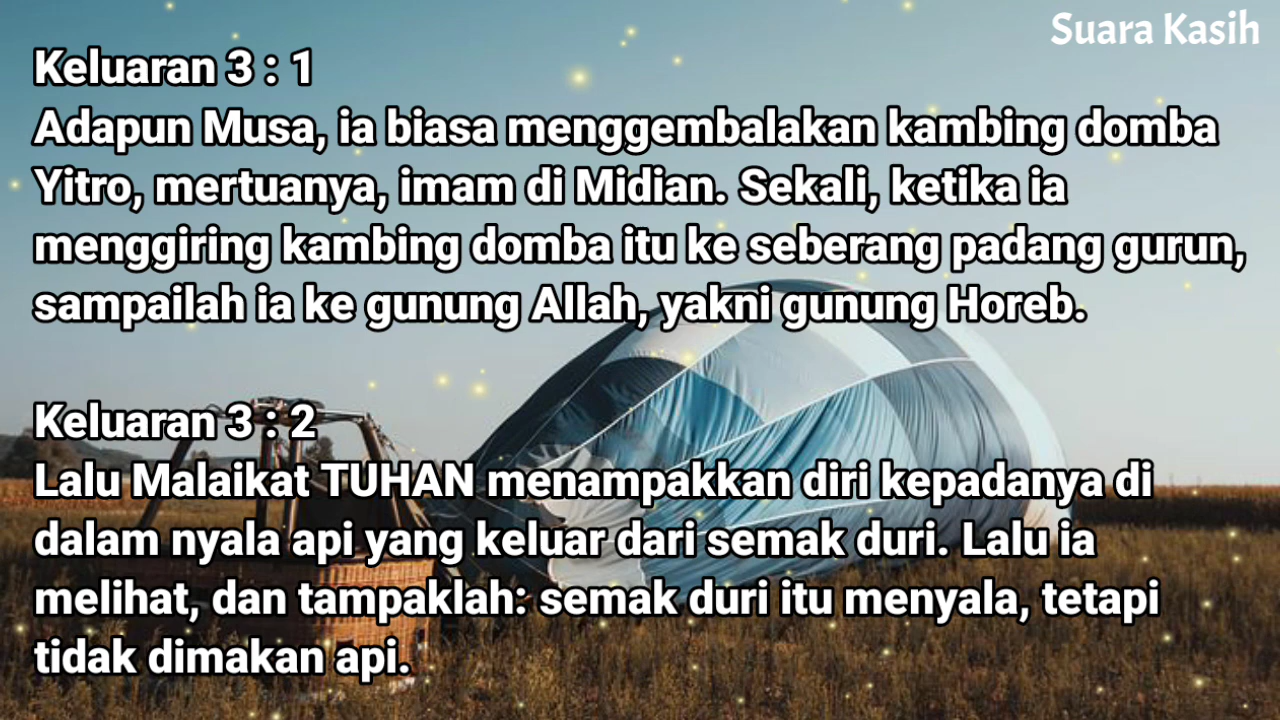 Suara Kasih
Keluaran 3 : 1
Adapun Musa, ia biasa menggembalakan kambing domba
Yitro, mertuanya, imam di Midian. Sekali, ketika ia
menggiring kambing domba itu ke seberang padang gurun,
sampailah ia ke gunung Allah, yakni gunung Horeb.
Keluaran 3 : 2
Lalu Malaikat TUHAN menampakkan diri kepadanya di
dalam nyala api yang keluar dari semak duri. Lalu ia
melihat, dan tampaklah: semak duri itu menyala, tetapi
tidak dimakan api.